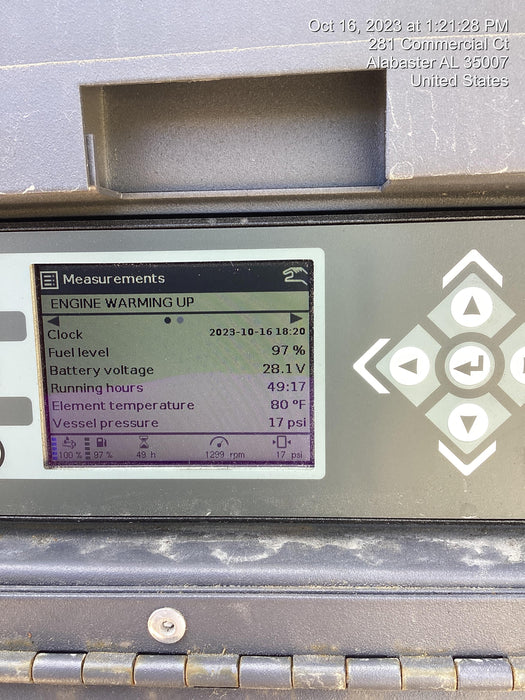 Oct 16, 2023 at 1:21:28 PM
281 Commercial Ct
Alabaster AL 35007
United States
Measurements
ENGINE WARMING UP
Clock 2023-10-16 18:20
Fuel level 97 %
Battery voltage 28.1 V
Running hours 49:17
Element temperature 80 °F
Vessel pressure 17 psi
100 % 97 % 49 h 1299 rpm 17 psi